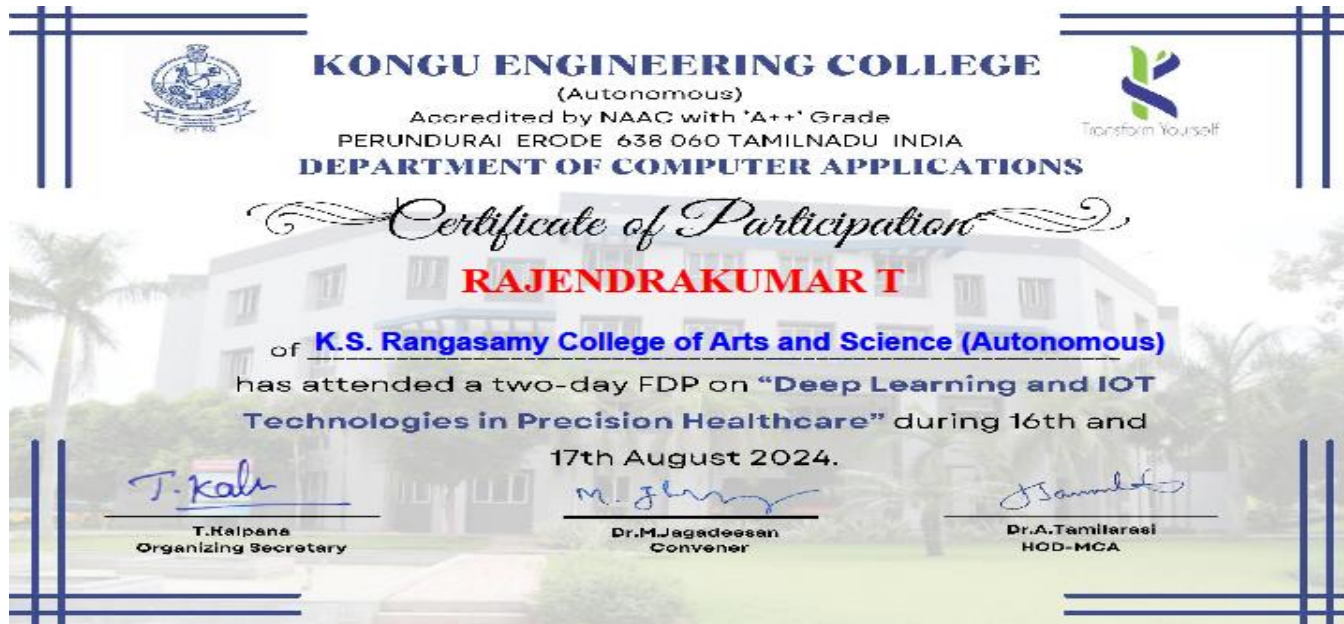 KONGU ENGINEERING COLLEGE
(Autonomous)
Accredited by NAAC with 'A++' Grade
PERUNDURAI ERODE 638 060 TAMILNADU INDIA
Transform Yourself
DEPARTMENT OF COMPUTER APPLICATIONS
Certificate of Participation
RAJENDRAKUMAR T
of K.S. Rangasamy College of Arts and Science (Autonomous)
has attended a two-day FDP on “Deep Learning and IOT
Technologies in Precision Healthcare” during 16th and
17th August 2024.
T. Kal
T.Kalpana
Organizing Secretary
Dr.M.Jagadeesan
Convener
Dr.A.Tamilarasi
HOD-MCA